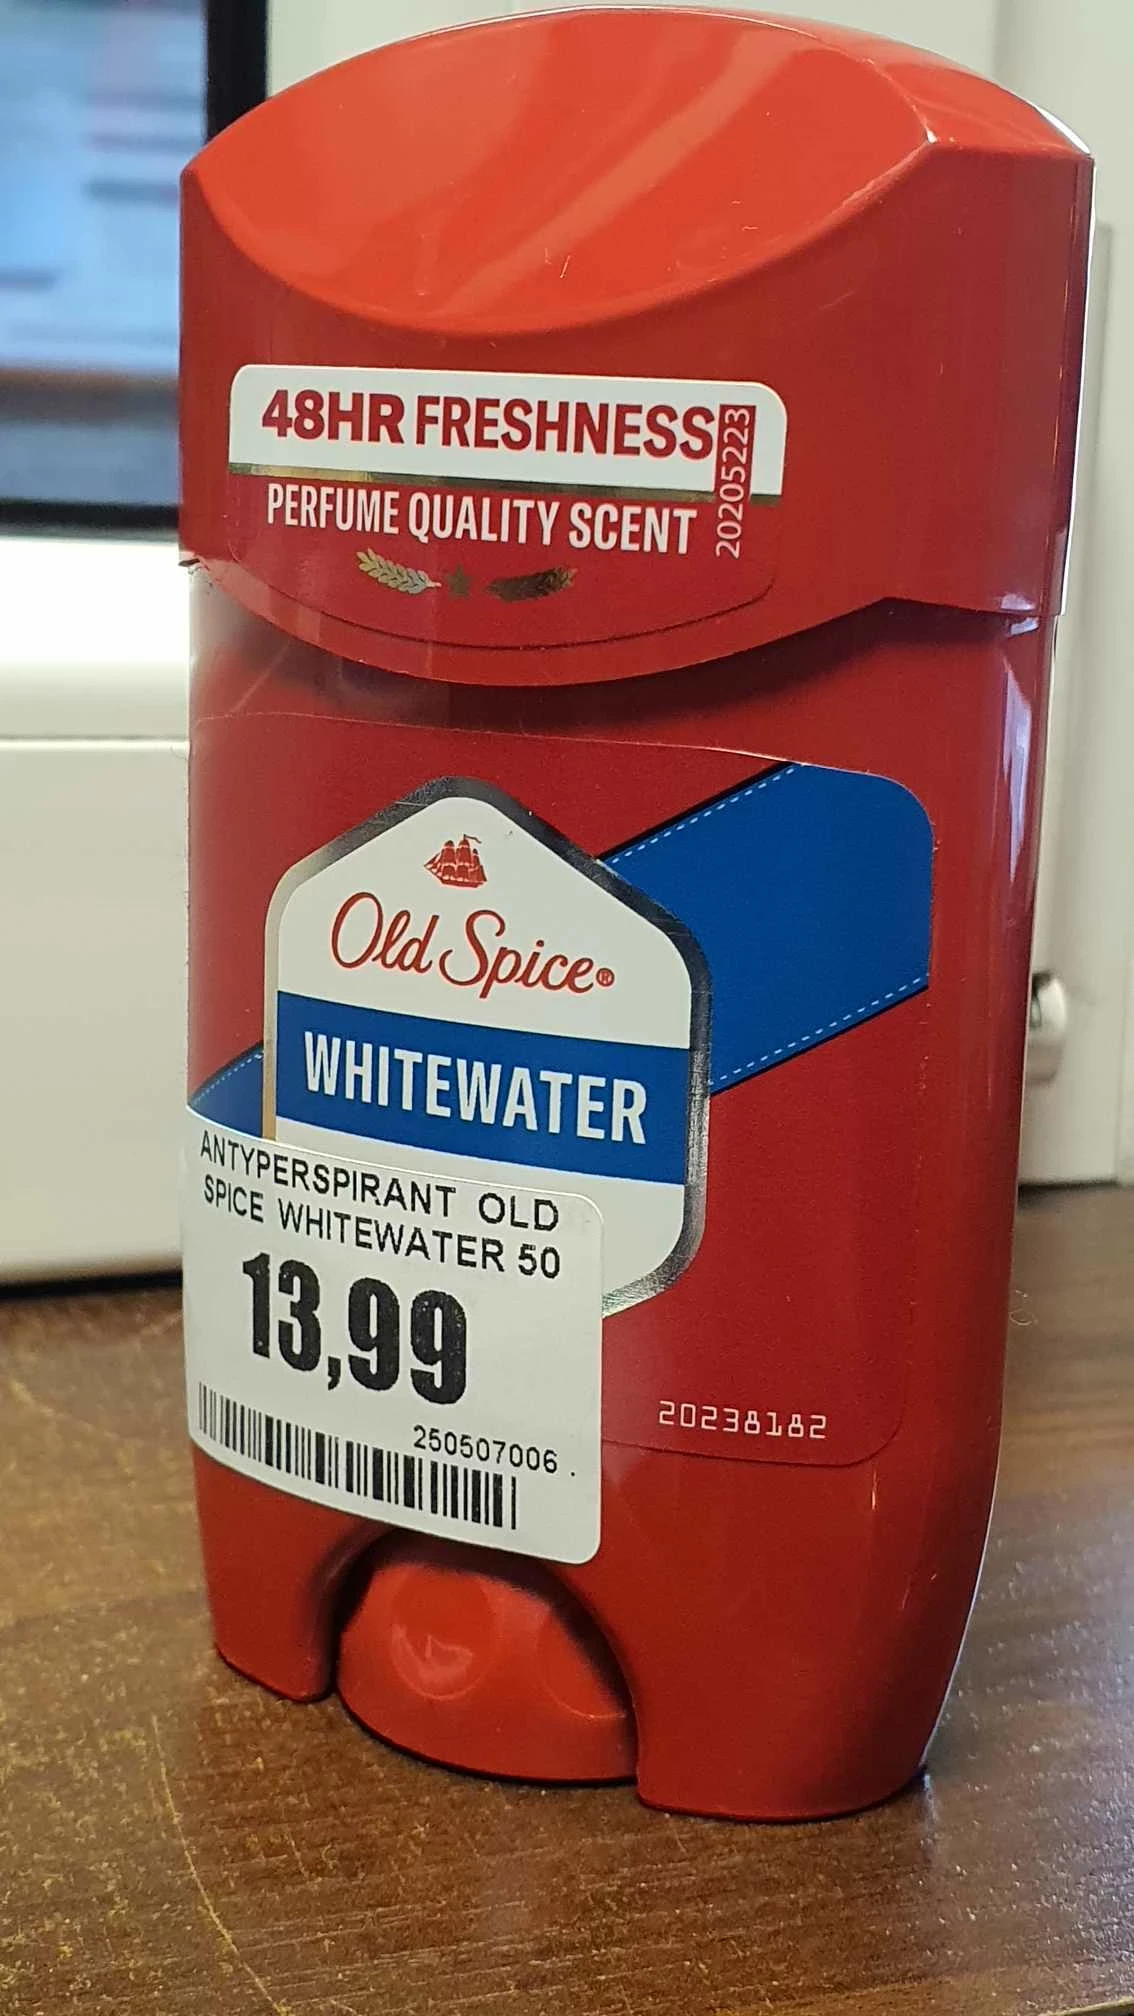 48HR FRESHNESS
20205223
PERFUME QUALITY SCENT
Old Spice®
WHITEWATER
ANTYPERSPIRANT OLD
SPICE WHITEWATER 50
13,99
250507006
20238182